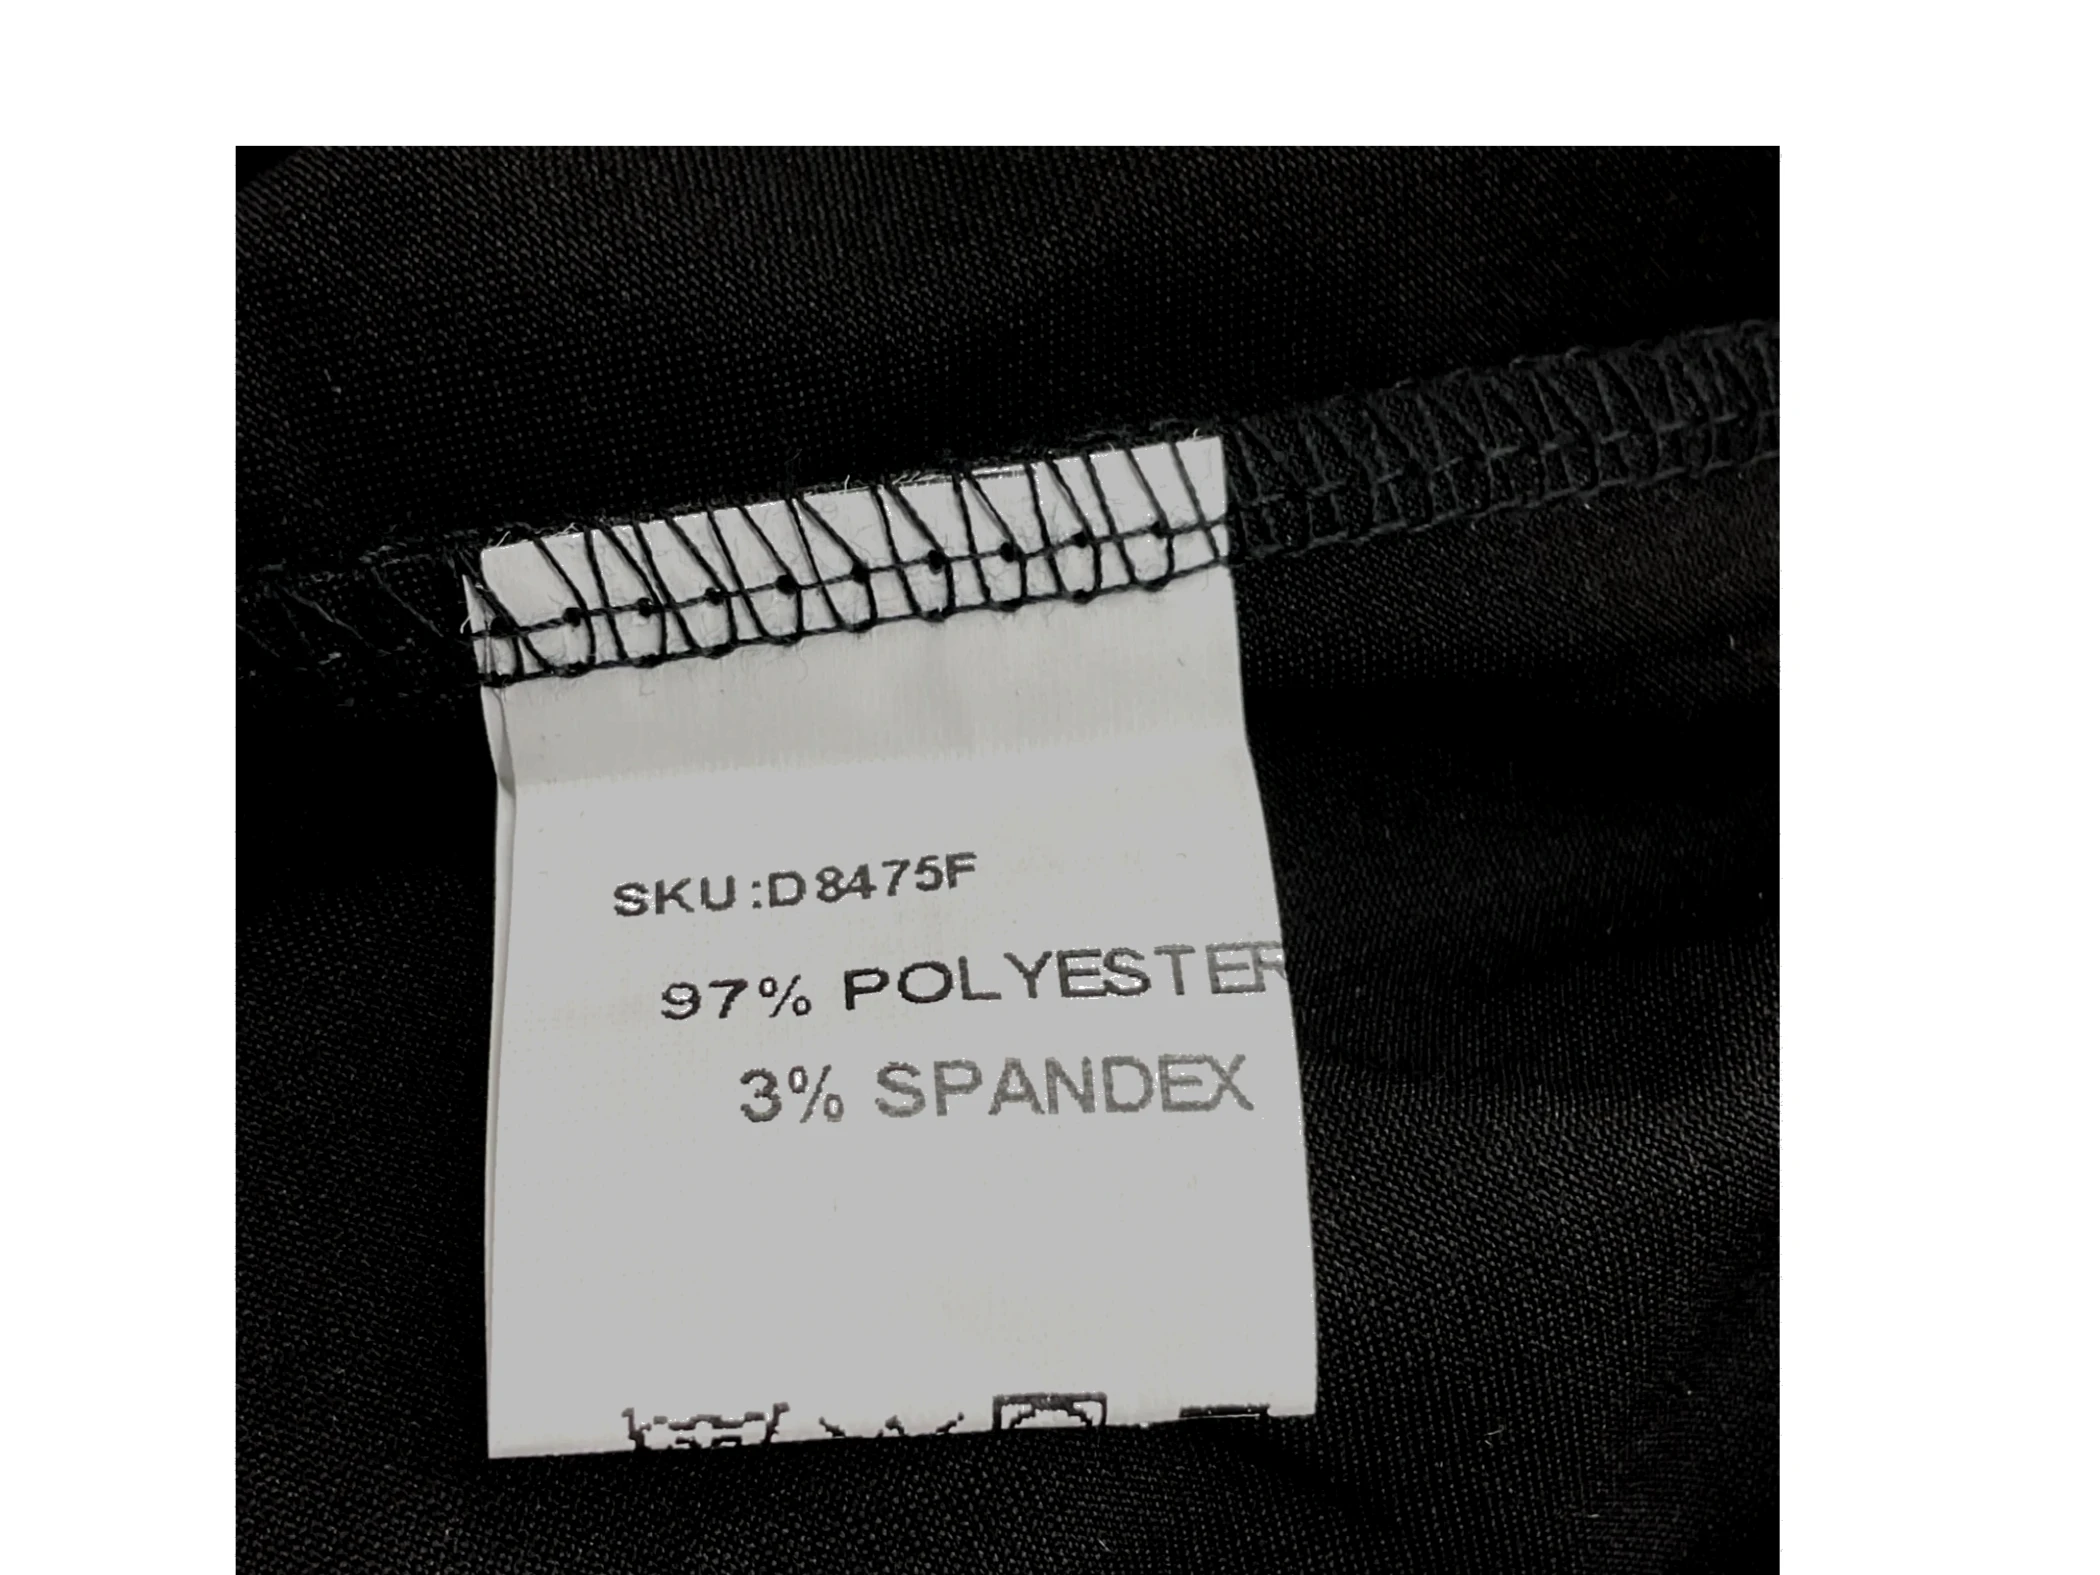 SKU:D8475F
97% POLYESTER
3% SPANDEX